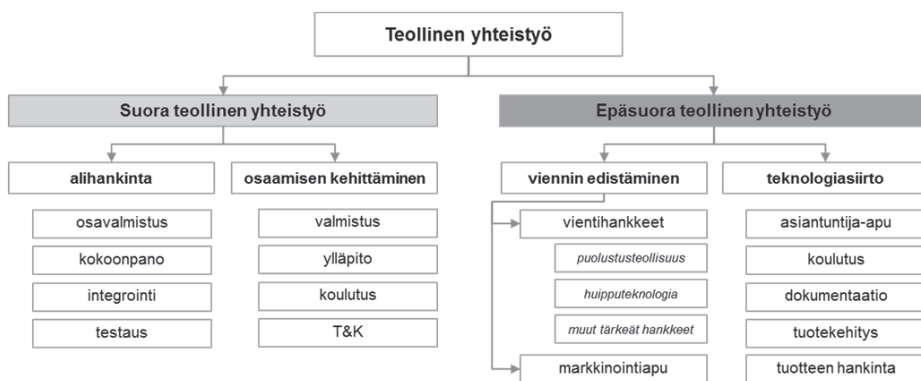 Teollinen yhteistyö
Suora teollinen yhteistyö
Epäsuora teollinen yhteistyö
alihankinta
osaamisen kehittäminen
viennin edistäminen
teknologiasiirto
osavalmistus
kokoonpano
integrointi
testaus
valmistus
ylläpito
koulutus
T&K
vientihankkeet
puolustusteollisuus
huipputeknologia
muut tärkeät hankkeet
markkinointiapu
asiantuntija-apu
koulutus
dokumentaatio
tuotekehitys
tuotteen hankinta